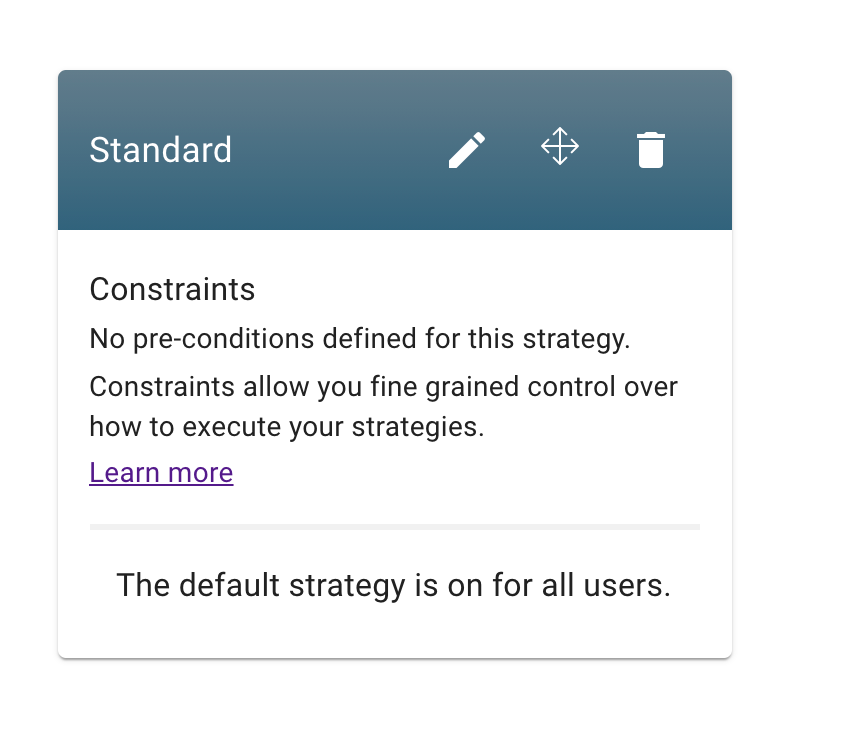 Standard
Constraints
No pre-conditions defined for this strategy.
Constraints allow you fine grained control over
how to execute your strategies.
Learn more
The default strategy is on for all users.